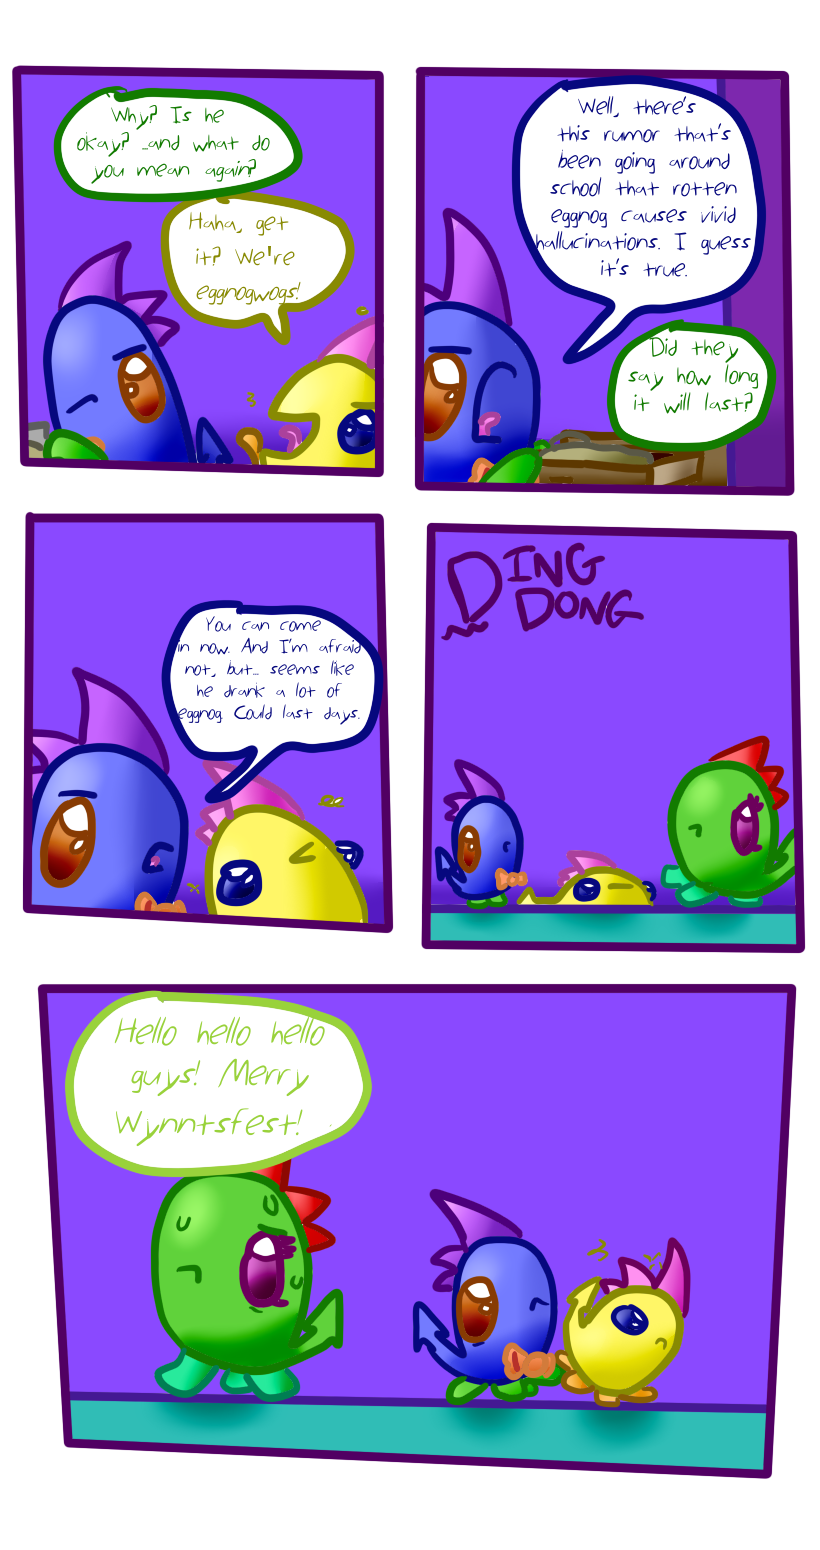 Why? Is he
okay? ...and what do
you mean again?
Haha, get
it? We're
eggnogwogs!
Well, there's
this rumor that's
been going around
school that rotten
eggnog causes vivid
hallucinations. I guess
it's true.
Did they
say how long
it will last?
You can come
in now. And I'm afraid
not, but... seems like
he drank a lot of
eggnog. Could last days.
DING
DONG
Hello hello hello
guys! Merry
Wynntsfest!